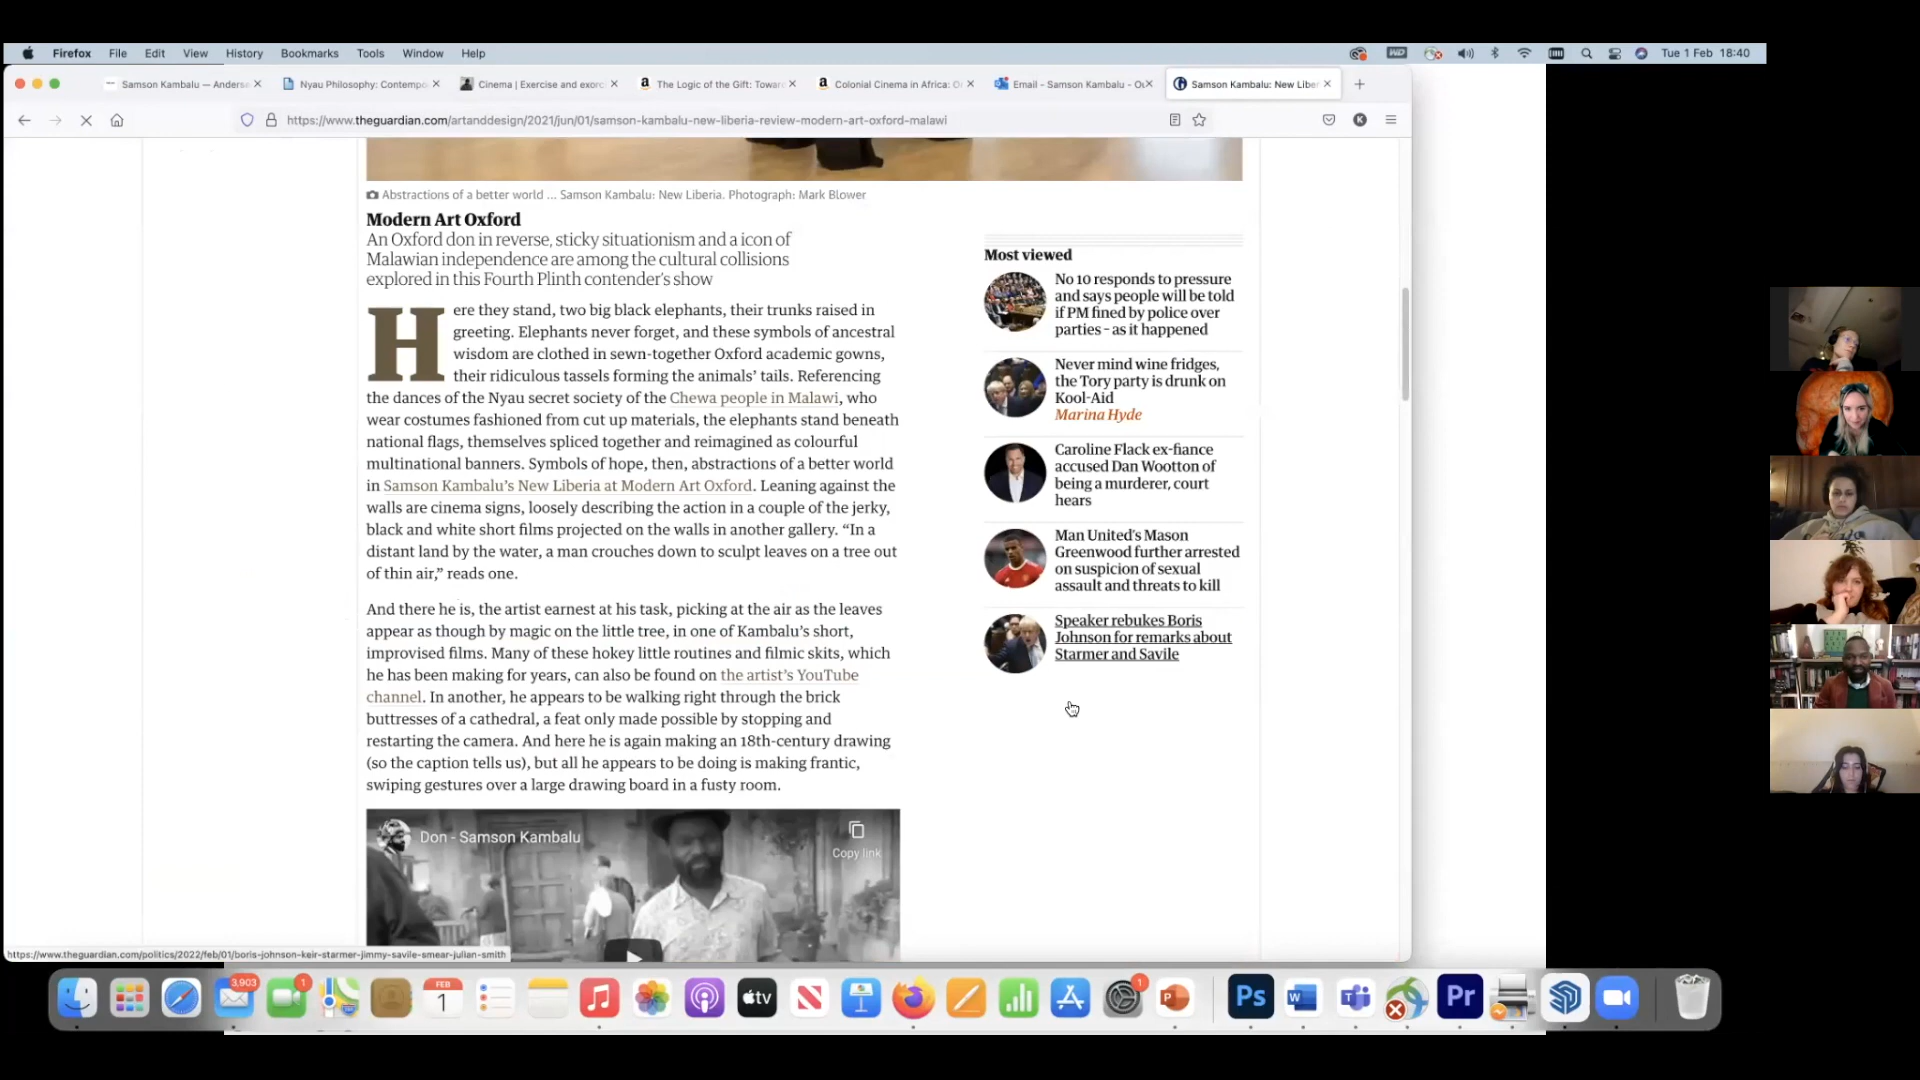 Firefox File Edit View History Bookmarks Tools Window Help
Tue 1 Feb 18:40
Samson Kambalu — Anderse
Nyau Philosophy: Contempo
Cinema | Exercise and exorc
The Logic of the Gift: Towar
Colonial Cinema in Africa: O
Email – Samson Kambalu – Ou
Samson Kambalu: New Liber
https://www.theguardian.com/artanddesign/2021/jun/01/samson-kambalu-new-liberia-review-modern-art-oxford-malawi
K
Abstractions of a better world ... Samson Kambalu: New Liberia. Photograph: Mark Blower
Modern Art Oxford
An Oxford don in reverse, sticky situationism and a icon of
Malawian independence are among the cultural collisions
explored in this Fourth Plinth contender's show
Here they stand, two big black elephants, their trunks raised in
greeting. Elephants never forget, and these symbols of ancestral
wisdom are clothed in sewn-together Oxford academic gowns,
their ridiculous tassels forming the animals' tails. Referencing
the dances of the Nyau secret society of the Chewa people in Malawi, who
wear costumes fashioned from cut up materials, the elephants stand beneath
national flags, themselves spliced together and reimagined as colourful
multinational banners. Symbols of hope, then, abstractions of a better world
in Samson Kambalu's New Liberia at Modern Art Oxford. Leaning against the
walls are cinema signs, loosely describing the action in a couple of the jerky,
black and white short films projected on the walls in another gallery. “In a
distant land by the water, a man crouches down to sculpt leaves on a tree out
of thin air,” reads one.
And there he is, the artist earnest at his task, picking at the air as the leaves
appear as though by magic on the little tree, in one of Kambalu's short,
improvised films. Many of these hokey little routines and filmic skits, which
he has been making for years, can also be found on the artist's YouTube
channel. In another, he appears to be walking right through the brick
buttresses of a cathedral, a feat only made possible by stopping and
restarting the camera. And here he is again making an 18th-century drawing
(so the caption tells us), but all he appears to be doing is making frantic,
swiping gestures over a large drawing board in a fusty room.
Don - Samson Kambalu
Copy link
Most viewed
No 10 responds to pressure
and says people will be told
if PM fined by police over
parties – as it happened
Never mind wine fridges,
the Tory party is drunk on
Kool-Aid
Marina Hyde
Caroline Flack ex-fiance
accused Dan Wootton of
being a murderer, court
hears
Man United's Mason
Greenwood further arrested
on suspicion of sexual
assault and threats to kill
Speaker rebukes Boris
Johnson for remarks about
Starmer and Savile
https://www.theguardian.com/politics/2022/feb/01/boris-johnson-keir-starmer-jimmy-savile-smear-julian-smith
3,903
1
FEB
1
tv
1
P
Ps
W
T
Pr